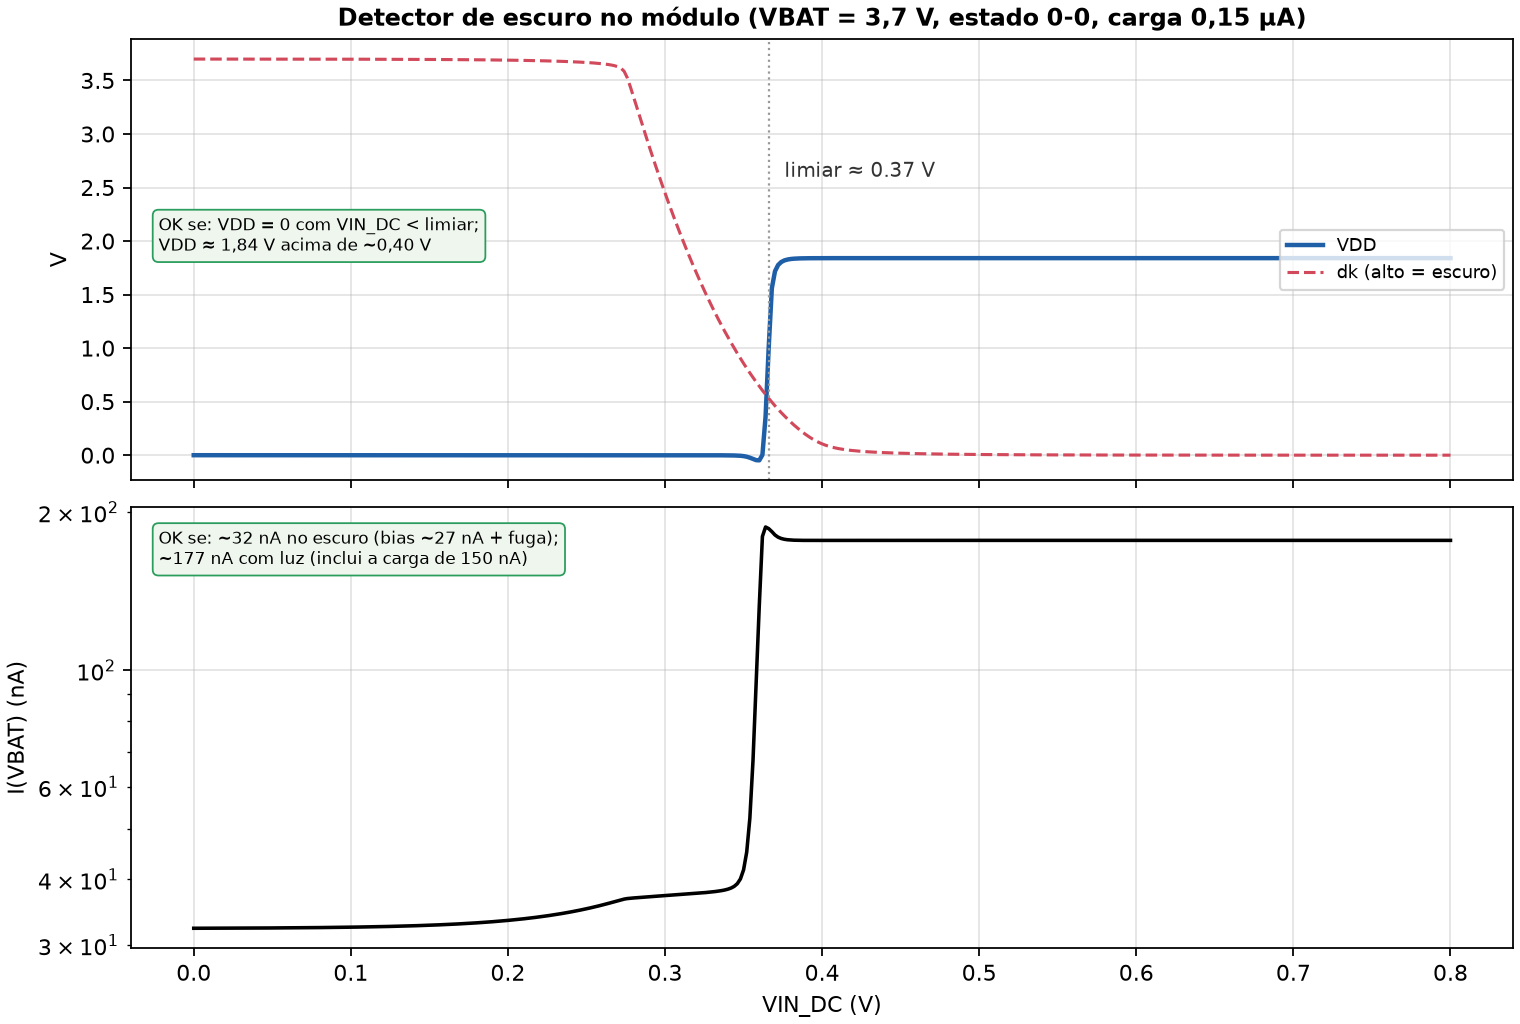 Detector de escuro no módulo (VBAT = 3,7 V, estado 0-0, carga 0,15 µA)
3.5
3.0
2.5
2.0
1.5
1.0
0.5
0.0
V
limiar ≈ 0.37 V
OK se: VDD = 0 com VIN_DC < limiar;
VDD ≈ 1,84 V acima de ~0,40 V
VDD
dk (alto = escuro)
2 × 10²
10²
6 × 10¹
4 × 10¹
3 × 10¹
I(VBAT) (nA)
OK se: ~32 nA no escuro (bias ~27 nA + fuga);
~177 nA com luz (inclui a carga de 150 nA)
0.0 0.1 0.2 0.3 0.4 0.5 0.6 0.7 0.8
VIN_DC (V)